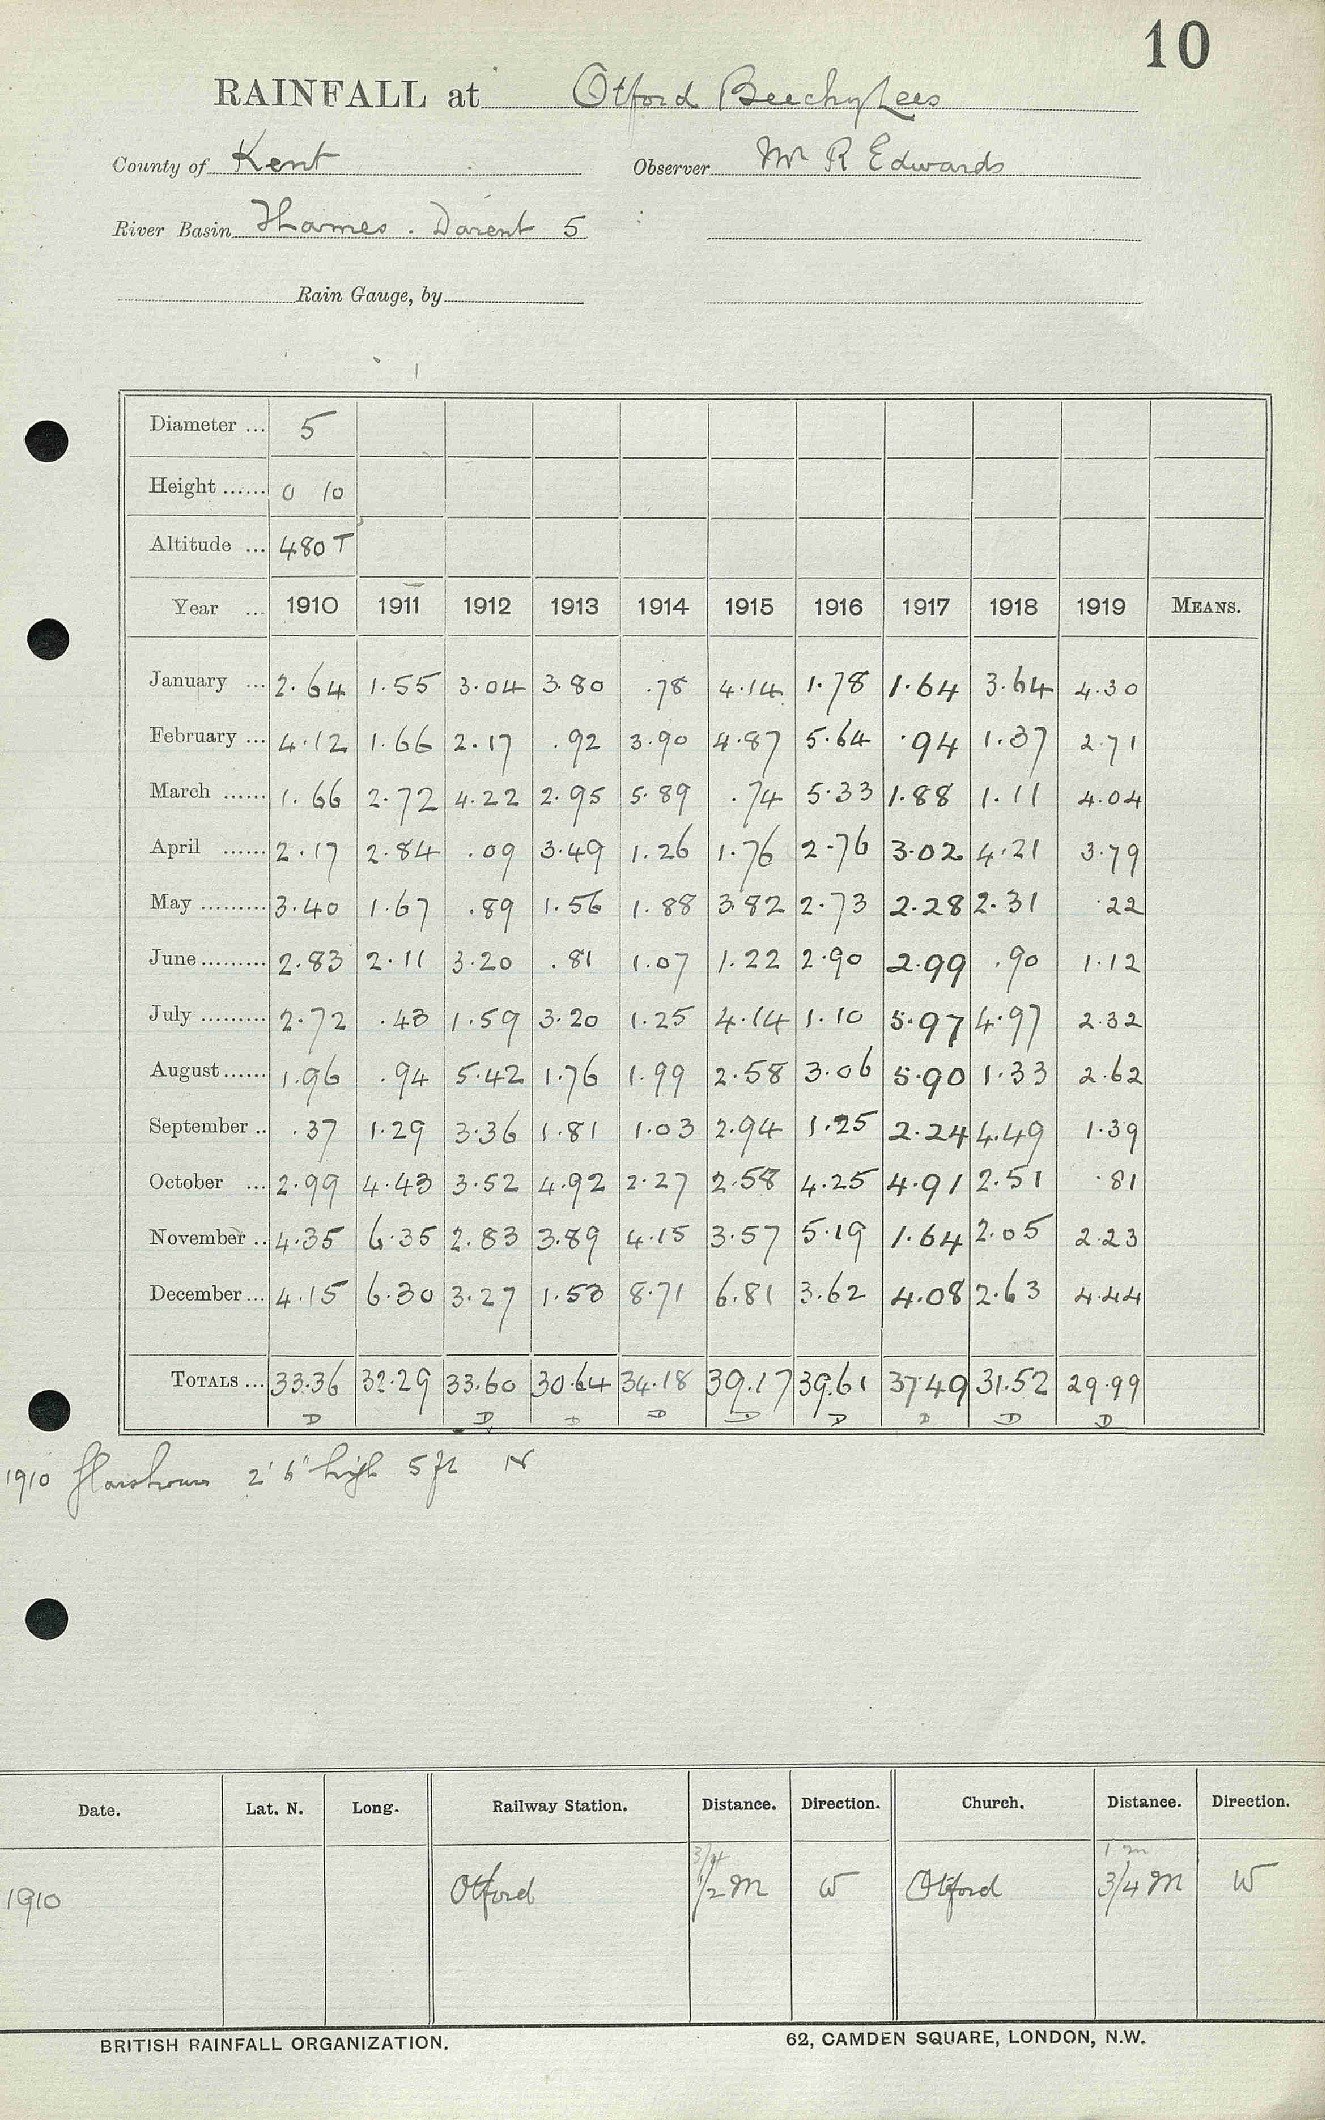 10
RAINFALL at Otford Beechy Lees
County of Kent Observer Mr R Edwards
River Basin Thames . Darent 5
Rain Gauge, by
Diameter ... 5
Height ...... 0 10
Altitude ... 480 T
Year ... 1910 1911 1912 1913 1914 1915 1916 1917 1918 1919 MEANS.
January ... 2.64 1.55 3.04 3.80 .78 4.14 1.78 1.64 3.64 4.30
February ... 4.12 1.66 2.17 .92 3.90 4.87 5.64 .94 1.37 2.71
March ...... 1.66 2.72 4.22 2.95 5.89 .74 5.33 1.88 1.11 4.04
April ...... 2.17 2.84 .09 3.49 1.26 1.76 2.76 3.02 4.21 3.79
May ......... 3.40 1.67 .89 1.56 1.88 3.82 2.73 2.28 2.31 .22
June ......... 2.83 2.11 3.20 .81 1.07 1.22 2.90 2.99 .90 1.12
July ......... 2.72 .43 1.59 3.20 1.25 4.14 1.10 5.97 4.97 2.32
August ...... 1.96 .94 5.42 1.76 1.99 2.58 3.06 5.90 1.33 2.62
September .. .37 1.29 3.36 1.81 1.03 2.94 1.25 2.24 4.49 1.39
October ... 2.99 4.43 3.52 4.92 2.27 2.58 4.25 4.91 2.51 .81
November .. 4.35 6.35 2.83 3.89 4.15 3.57 5.19 1.64 2.05 2.23
December ... 4.15 6.30 3.27 1.53 8.71 6.81 3.62 4.08 2.63 4.44
TOTALS ... 33.36 32.29 33.60 30.64 34.18 39.17 39.61 37.49 31.52 29.99
D D D D D D D D D
1910 Glasshouse 2' 6" high 5 ft N
Date. Lat. N. Long. Railway Station. Distance. Direction. Church. Distance. Direction.
3/4 1 m
1910 Otford 1/2 M W Otford 3/4 M W
BRITISH RAINFALL ORGANIZATION. 62, CAMDEN SQUARE, LONDON, N.W.